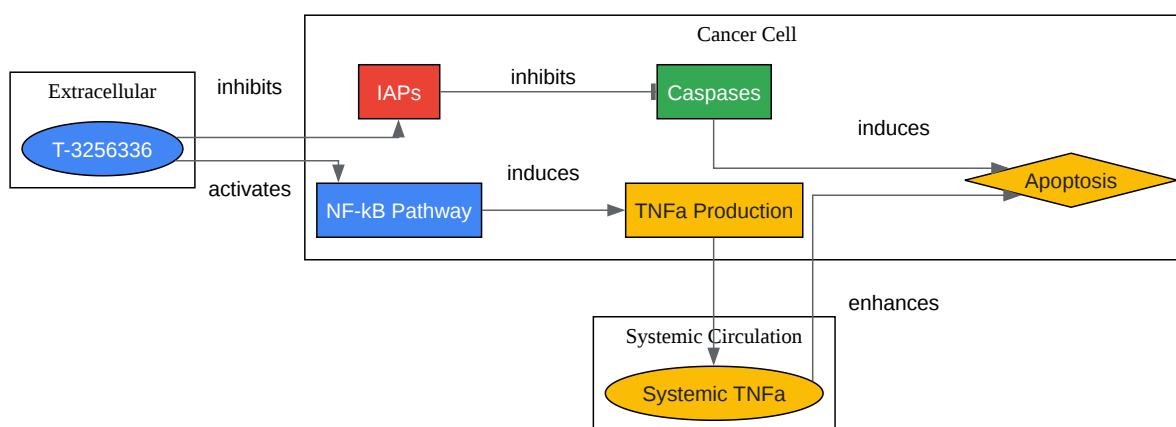 Cancer Cell
Extracellular
inhibits
IAPs
inhibits
Caspases
T-3256336
induces
activates
NF-kB Pathway
induces
TNFa Production
Apoptosis
enhances
Systemic Circulation
Systemic TNFa